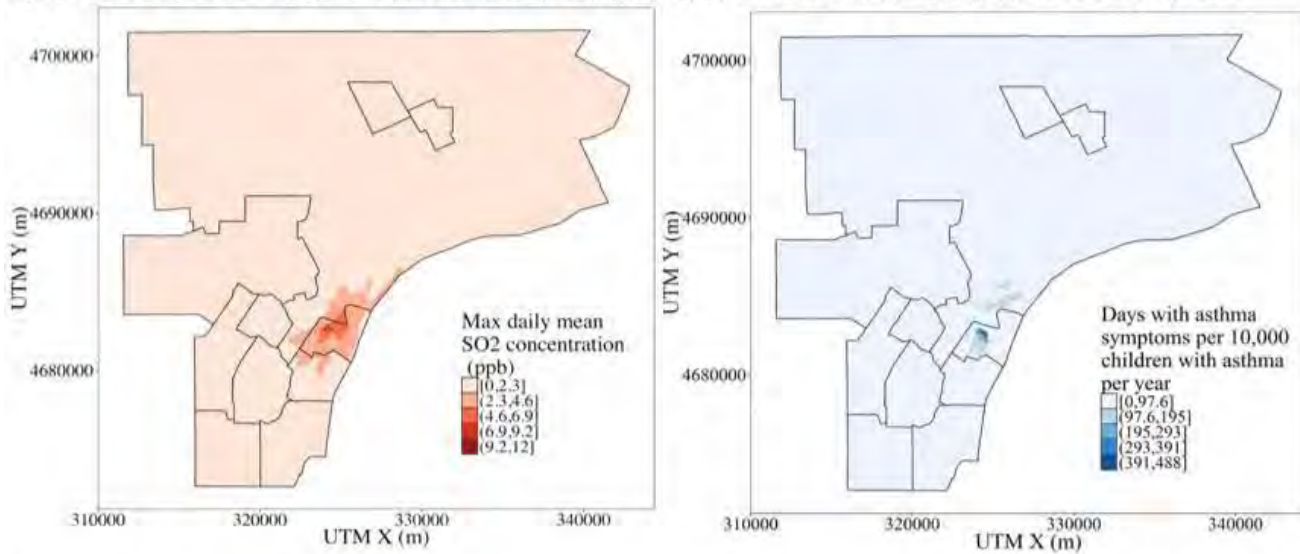 4700000
4690000
4680000
UTM Y (m)
Max daily mean
SO2 concentration
(ppb)
[0,2.3]
(2.3,4.6]
(4.6,6.9]
(6.9,9.2]
(9.2,12]
310000
320000
330000
340000
UTM X (m)
4700000
4690000
4680000
UTM Y (m)
Days with asthma
symptoms per 10,000
children with asthma
per year
[0,97.6]
(97.6,195]
(195,293]
(293,391]
(391,488]
310000
320000
330000
340000
UTM X (m)